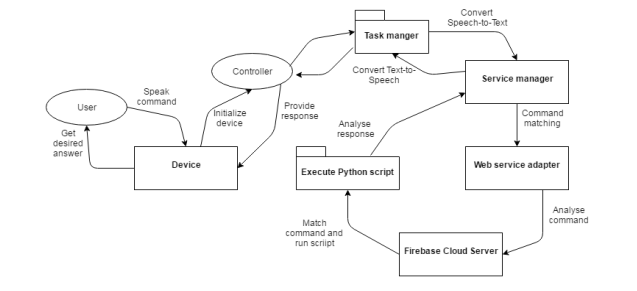 Convert
Speech-to-Text
Task manger
Controller
Convert Text-to-
Speech
Service manager
Speak
command
User
Initialize
device
Provide
response
Analyse
response
Command
matching
Get
desired
answer
Device
Execute Python script
Web service adapter
Match
command and
run sciript
Analyse
command
Firebase Cloud Server